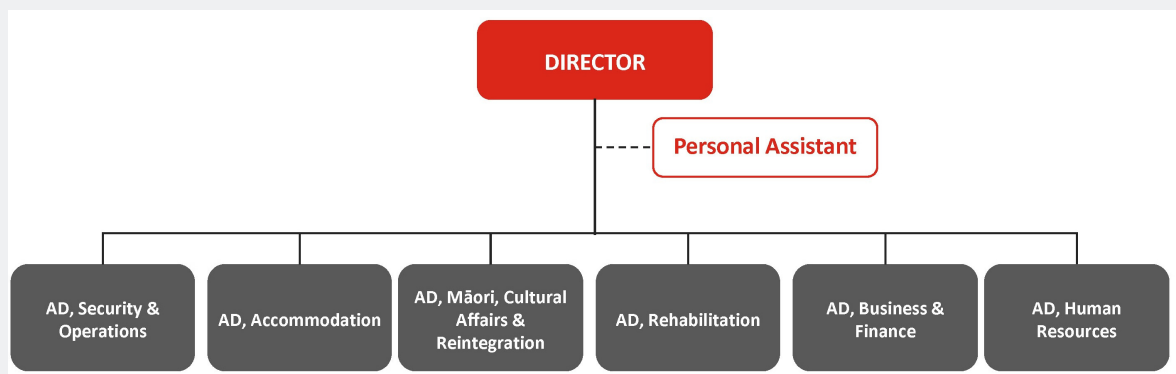 DIRECTOR
Personal Assistant
AD, Security &
Operations
AD, Accommodation
AD, Māori, Cultural
Affairs &
Reintegration
AD, Rehabilitation
AD, Business &
Finance
AD, Human
Resources